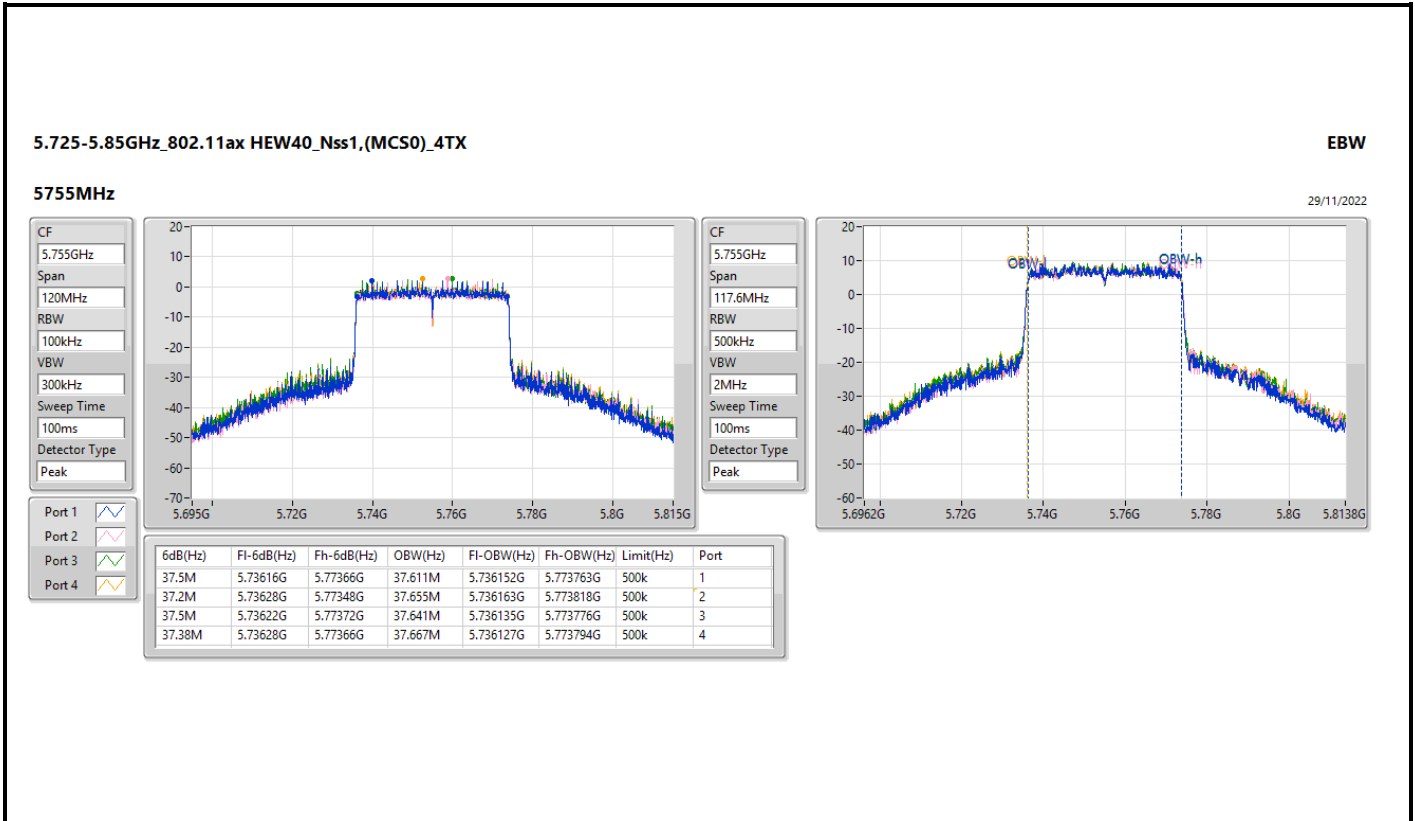 5.725-5.85GHz_802.11ax HEW40_Nss1,(MCS0)_4TX EBW
5755MHz
29/11/2022
CF
5.755GHz
Span
120MHz
RBW
100kHz
VBW
300kHz
Sweep Time
100ms
Detector Type
Peak
20
10
0
-10
-20
-30
-40
-50
-60
-70
5.695G 5.72G 5.74G 5.76G 5.78G 5.8G 5.815G
CF
5.755GHz
Span
117.6MHz
RBW
500kHz
VBW
2MHz
Sweep Time
100ms
Detector Type
Peak
20
10
0
-10
-20
-30
-40
-50
-60
OBW-l OBW-h
5.6962G 5.72G 5.74G 5.76G 5.78G 5.8G 5.8138G
Port 1
Port 2
Port 3
Port 4
6dB(Hz) Fl-6dB(Hz) Fh-6dB(Hz) OBW(Hz) Fl-OBW(Hz) Fh-OBW(Hz) Limit(Hz) Port
37.5M 5.73616G 5.77366G 37.611M 5.736152G 5.773763G 500k 1
37.2M 5.73628G 5.77348G 37.655M 5.736163G 5.773818G 500k 2
37.5M 5.73622G 5.77372G 37.641M 5.736135G 5.773776G 500k 3
37.38M 5.73628G 5.77366G 37.667M 5.736127G 5.773794G 500k 4